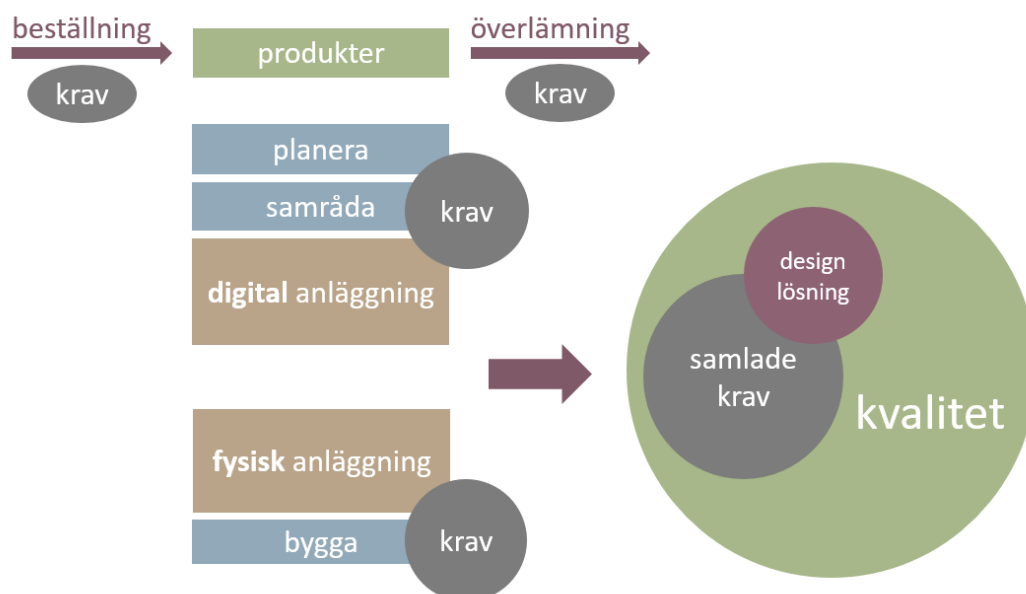 beställning
krav
produkter
överlämning
krav
planera
samråda
krav
digital anläggning
fysisk anläggning
bygga
krav
design
lösning
samlade
krav
kvalitet